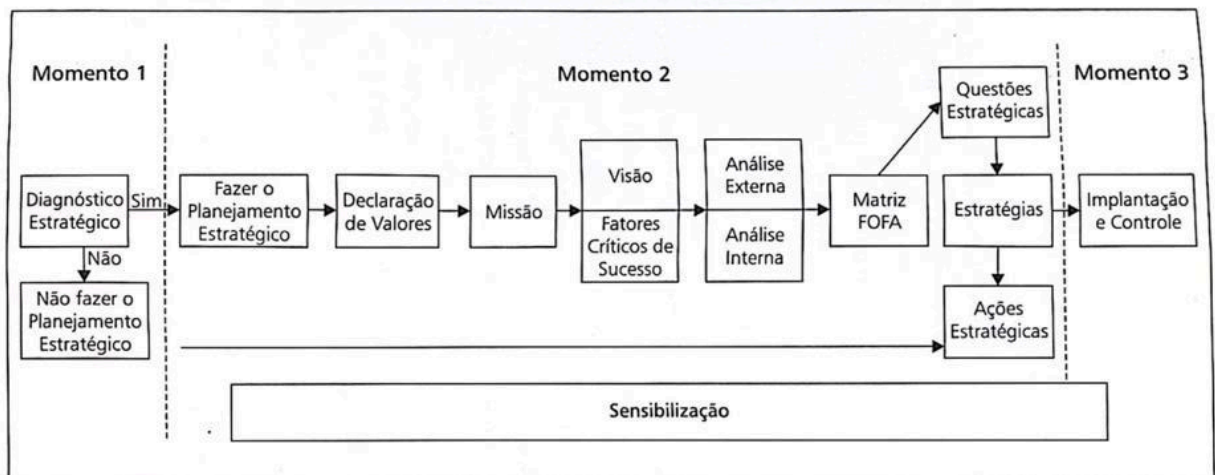 Momento 1
Momento 2
Momento 3
Diagnóstico
Estratégico
Sim
Não
Não fazer o
Planejamento
Estratégico
Fazer o
Planejamento
Estratégico
Declaração
de Valores
Missão
Visão
Fatores
Críticos de
Sucesso
Análise
Externa
Análise
Interna
Matriz
FOFA
Questões
Estratégicas
Estratégias
Ações
Estratégicas
Implantação
e Controle
Sensibilização